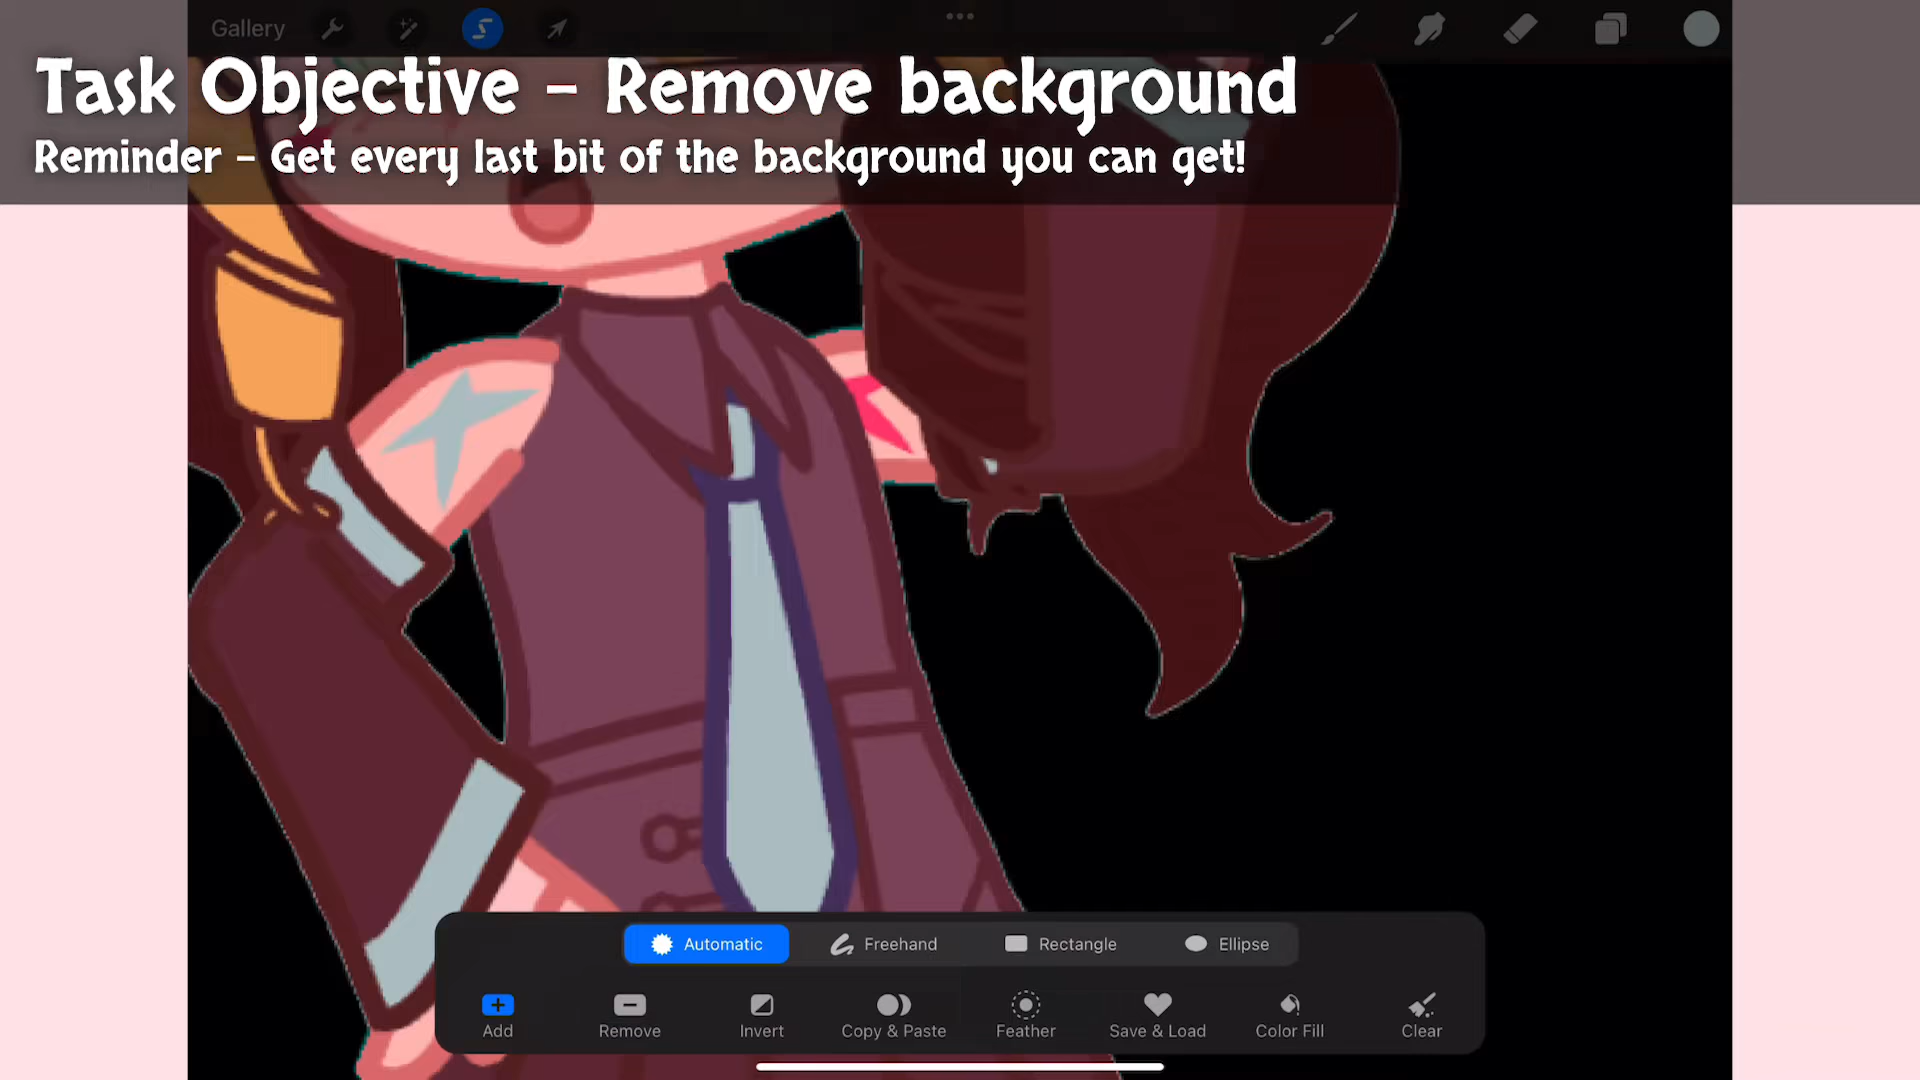 Gallery
Task Objective - Remove background
Reminder - Get every last bit of the background you can get!
Automatic
Freehand
Rectangle
Ellipse
Add
Remove
Invert
Copy & Paste
Feather
Save & Load
Color Fill
Clear